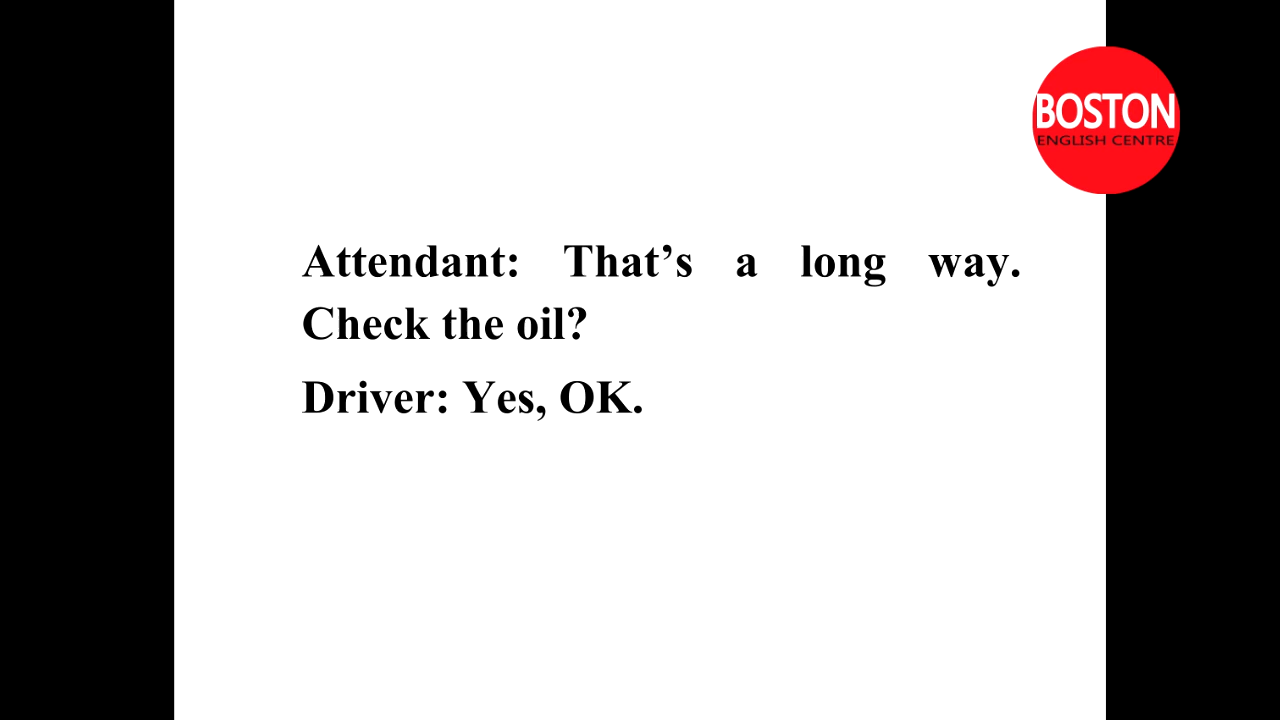 BOSTON
ENGLISH CENTRE
Attendant: That’s a long way.
Check the oil?
Driver: Yes, OK.